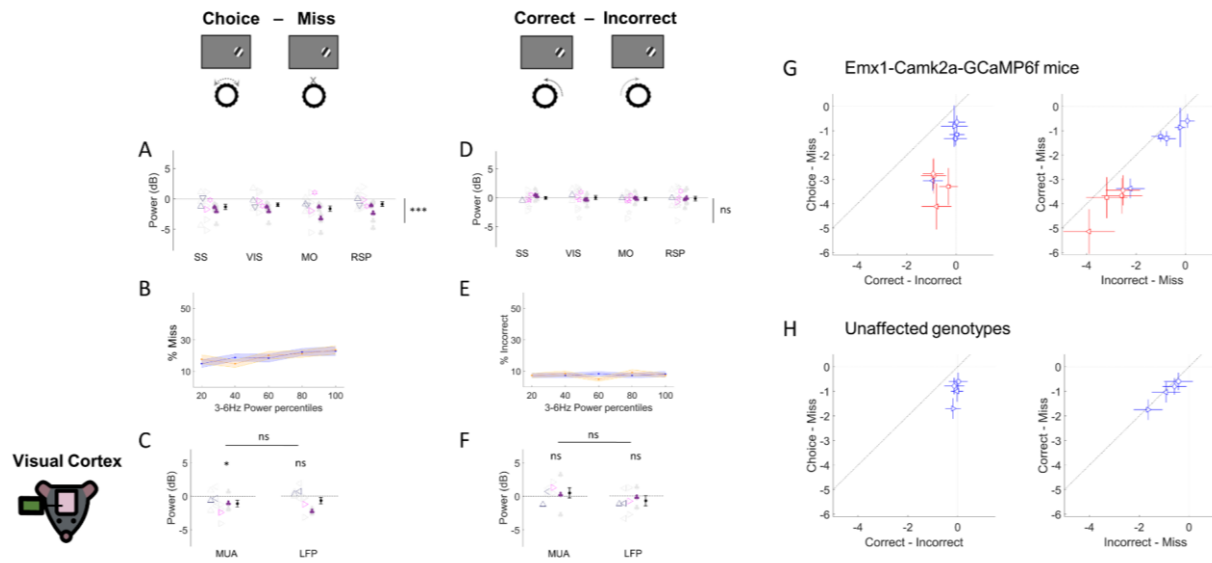 Choice – Miss
Correct – Incorrect
A
Power (dB)
5
0
-5
SS VIS MO RSP
***
D
Power (dB)
5
0
-5
SS VIS MO RSP
ns
B
% Miss
50
30
10
20 40 60 80 100
3-6Hz Power percentiles
E
% Incorrect
50
30
10
20 40 60 80 100
3-6Hz Power percentiles
Visual Cortex
C
ns
* ns
Power (dB)
5
0
-5
MUA LFP
F
ns
ns ns
Power (dB)
5
0
-5
MUA LFP
G Emx1-Camk2a-GCaMP6f mice
Choice - Miss
0
-1
-2
-3
-4
-5
-6
-4 -2 0
Correct - Incorrect
Correct - Miss
0
-1
-2
-3
-4
-5
-6
-4 -2 0
Incorrect - Miss
H Unaffected genotypes
Choice - Miss
0
-1
-2
-3
-4
-5
-6
-4 -2 0
Correct - Incorrect
Correct - Miss
0
-1
-2
-3
-4
-5
-6
-4 -2 0
Incorrect - Miss